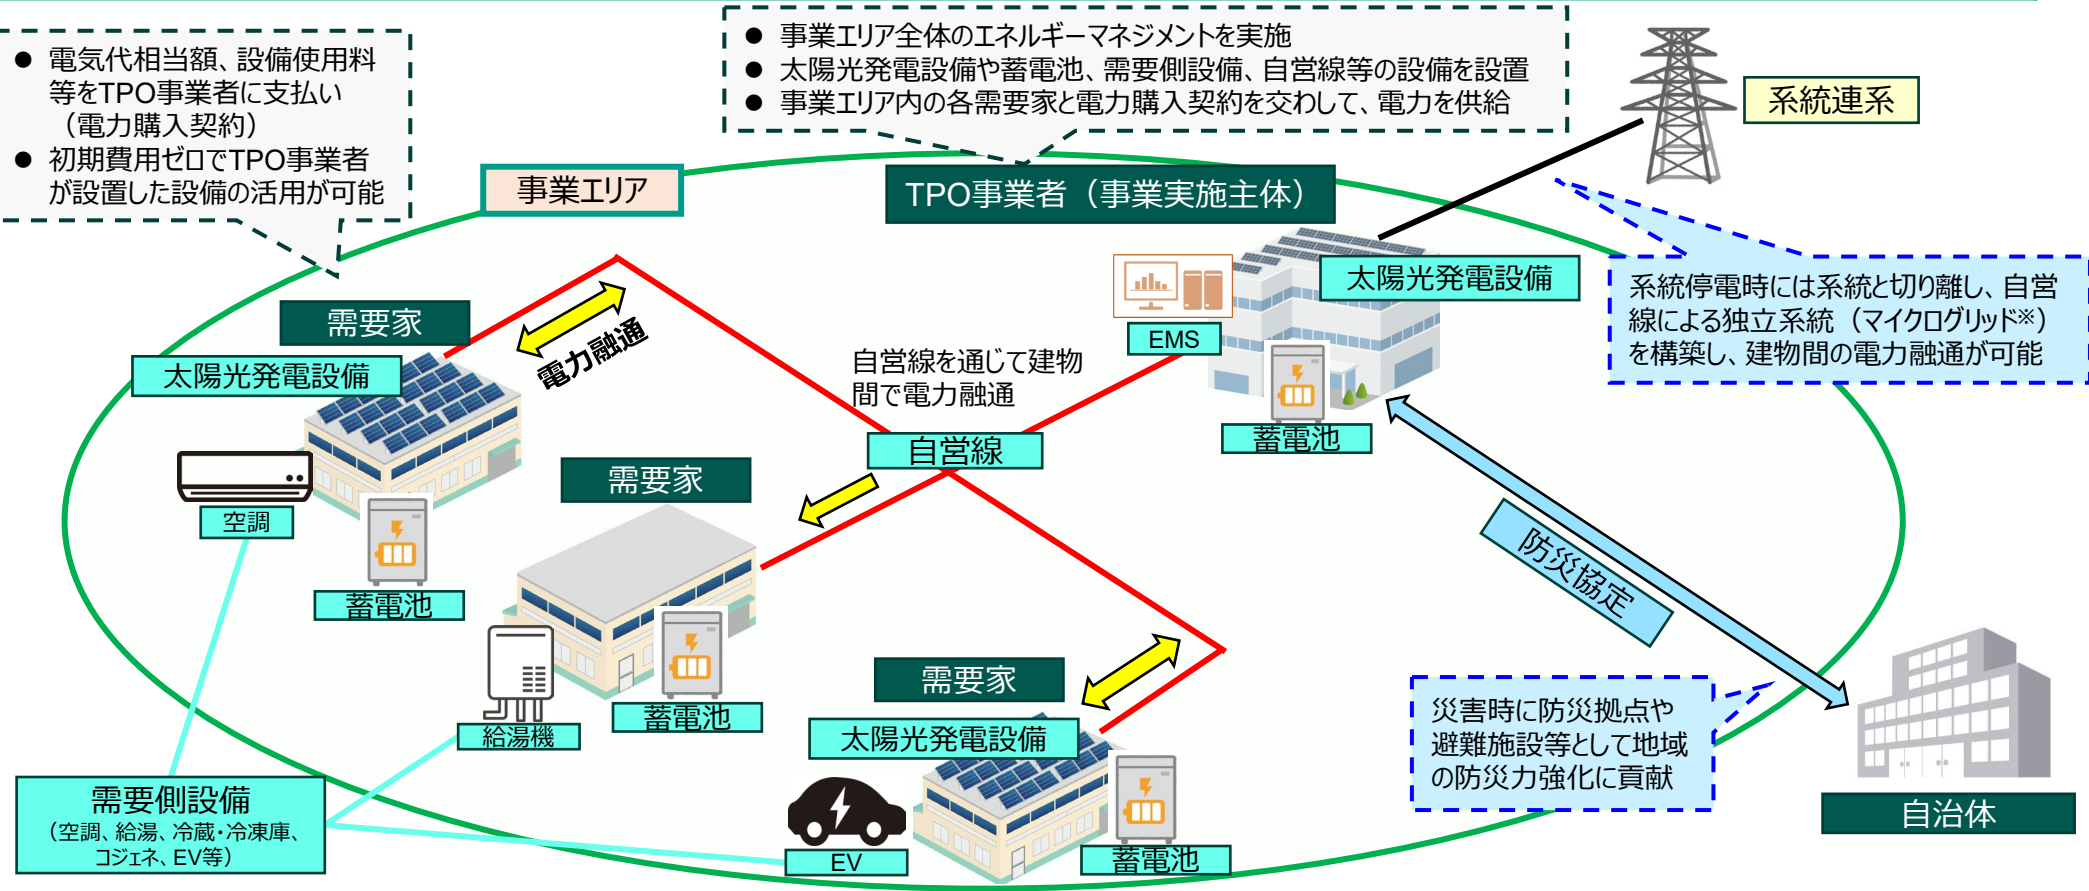 ● 電気代相当額、設備使用料
等をTPO事業者に支払い
（電力購入契約）
● 初期費用ゼロでTPO事業者
が設置した設備の活用が可能
● 事業エリア全体のエネルギーマネジメントを実施
● 太陽光発電設備や蓄電池、需要側設備、自営線等の設備を設置
● 事業エリア内の各需要家と電力購入契約を交わして、電力を供給
系統連系
事業エリア
TPO事業者（事業実施主体）
太陽光発電設備
EMS
蓄電池
系統停電時には系統と切り離し、自営
線による独立系統（マイクログリッド※）
を構築し、建物間の電力融通が可能
需要家
太陽光発電設備
電力融通
自営線を通じて建物
間で電力融通
自営線
空調
蓄電池
需要家
給湯機
蓄電池
防災協定
需要家
太陽光発電設備
EV
蓄電池
災害時に防災拠点や
避難施設等として地域
の防災力強化に貢献
自治体
需要側設備
（空調、給湯、冷蔵・冷凍庫、
コジェネ、EV等）